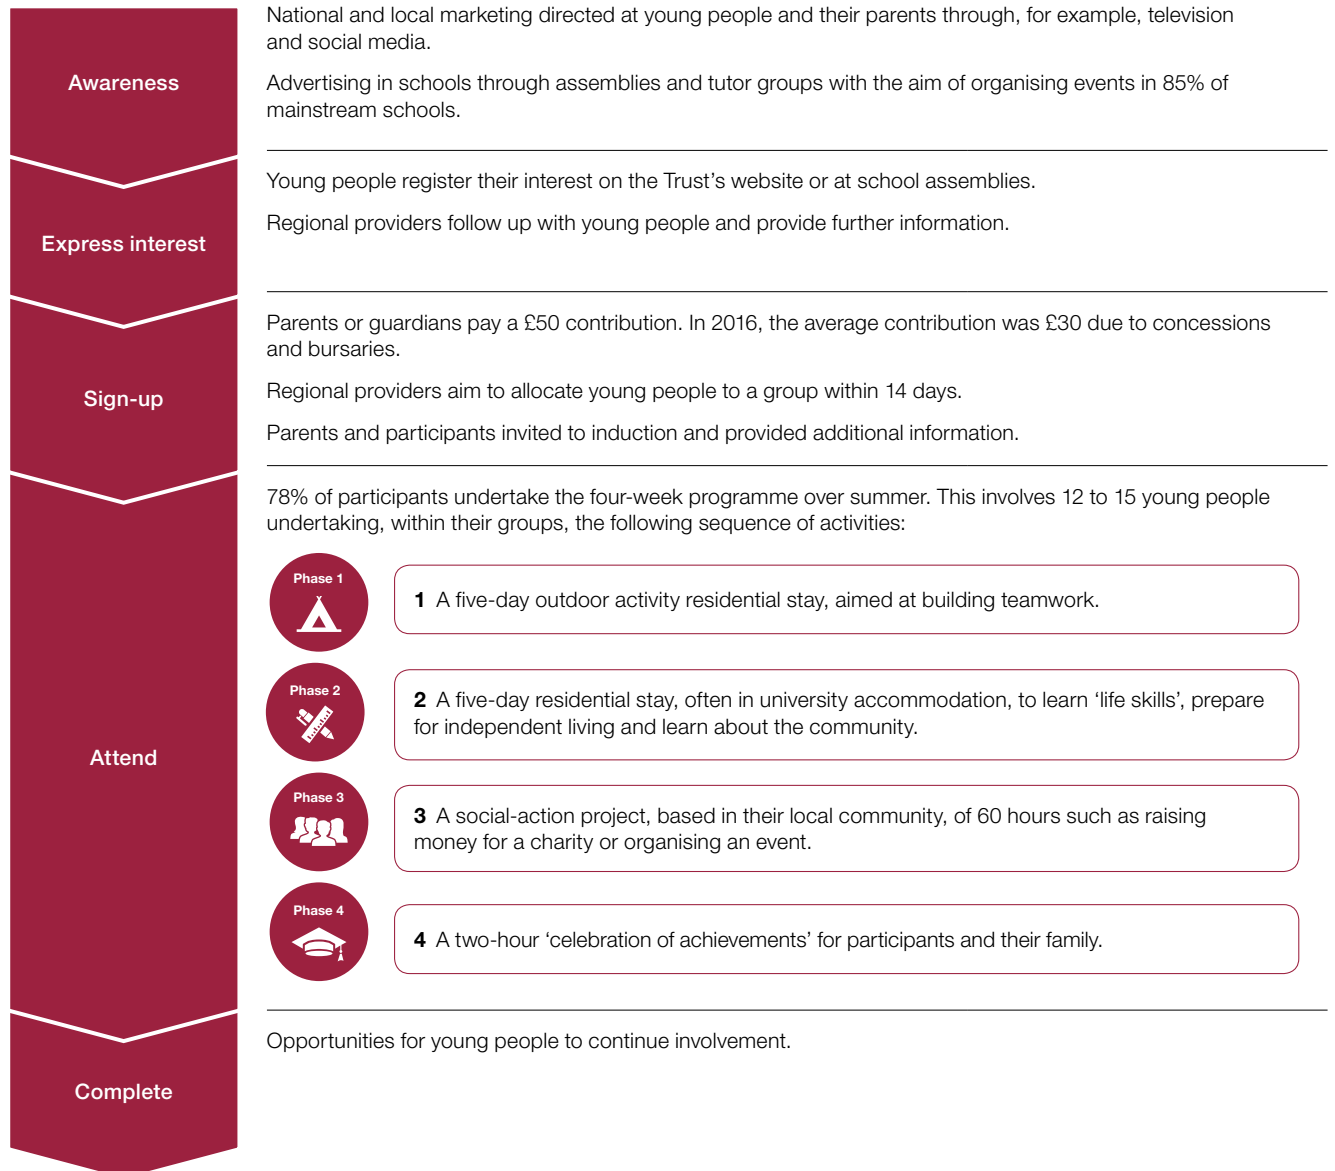 Awareness
National and local marketing directed at young people and their parents through, for example, television
and social media.
Advertising in schools through assemblies and tutor groups with the aim of organising events in 85% of
mainstream schools.
Express interest
Young people register their interest on the Trust’s website or at school assemblies.
Regional providers follow up with young people and provide further information.
Sign-up
Parents or guardians pay a £50 contribution. In 2016, the average contribution was £30 due to concessions
and bursaries.
Regional providers aim to allocate young people to a group within 14 days.
Parents and participants invited to induction and provided additional information.
Attend
78% of participants undertake the four-week programme over summer. This involves 12 to 15 young people
undertaking, within their groups, the following sequence of activities:
Phase 1
1 A five-day outdoor activity residential stay, aimed at building teamwork.
Phase 2
2 A five-day residential stay, often in university accommodation, to learn ‘life skills’, prepare
for independent living and learn about the community.
Phase 3
3 A social-action project, based in their local community, of 60 hours such as raising
money for a charity or organising an event.
Phase 4
4 A two-hour ‘celebration of achievements’ for participants and their family.
Complete
Opportunities for young people to continue involvement.